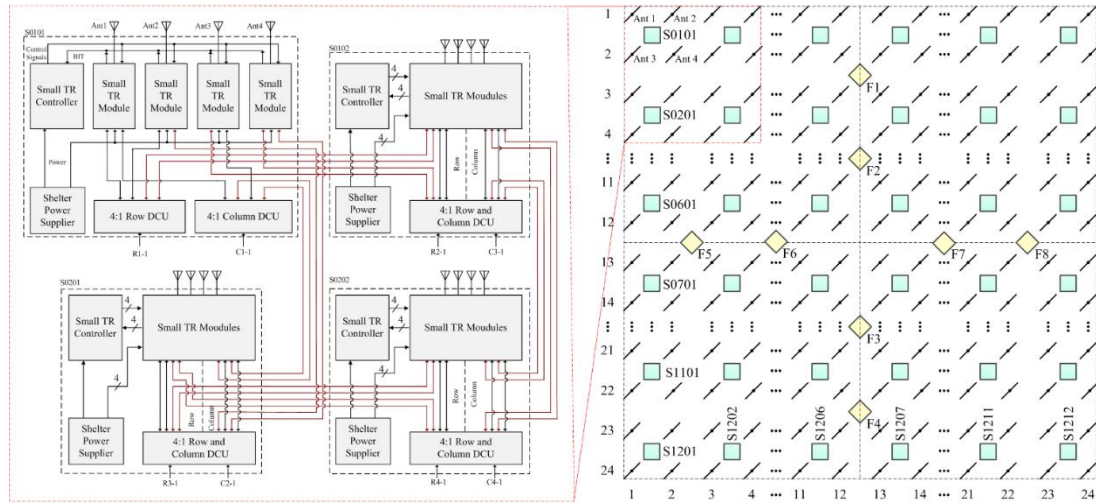 Ant1 Ant2 Ant3 Ant4
S0101
Control
Signals
BIT
Small TR
Controller
Small
TR
Module
Small
TR
Module
Small
TR
Module
Small
TR
Module
Power
Shelter
Power
Supplier
4:1 Row DCU
4:1 Column DCU
R1-1
C1-1
S0102
4
Small TR
Controller
4
Small TR Moudules
4
Row
Column
Shelter
Power
Supplier
4:1 Row and
Column DCU
R2-1
C3-1
S0201
4
Small TR
Controller
4
Small TR Moudules
4
Row
Column
Shelter
Power
Supplier
4:1 Row and
Column DCU
R3-1
C2-1
S0202
4
Small TR
Controller
4
Small TR Moudules
4
Row
Column
Shelter
Power
Supplier
4:1 Row and
Column DCU
R4-1
C4-1
1
Ant 1 Ant 2
S0101
2
Ant 3 Ant 4
F1
3
S0201
4
F2
11
S0601
12
F5 F6 F7 F8
13
S0701
14
F3
21
S1101
22
F4
23
S1201
S1202
S1206
S1207
S1211
S1212
24
1 2 3 4 ... 11 12 13 14 ... 21 22 23 24